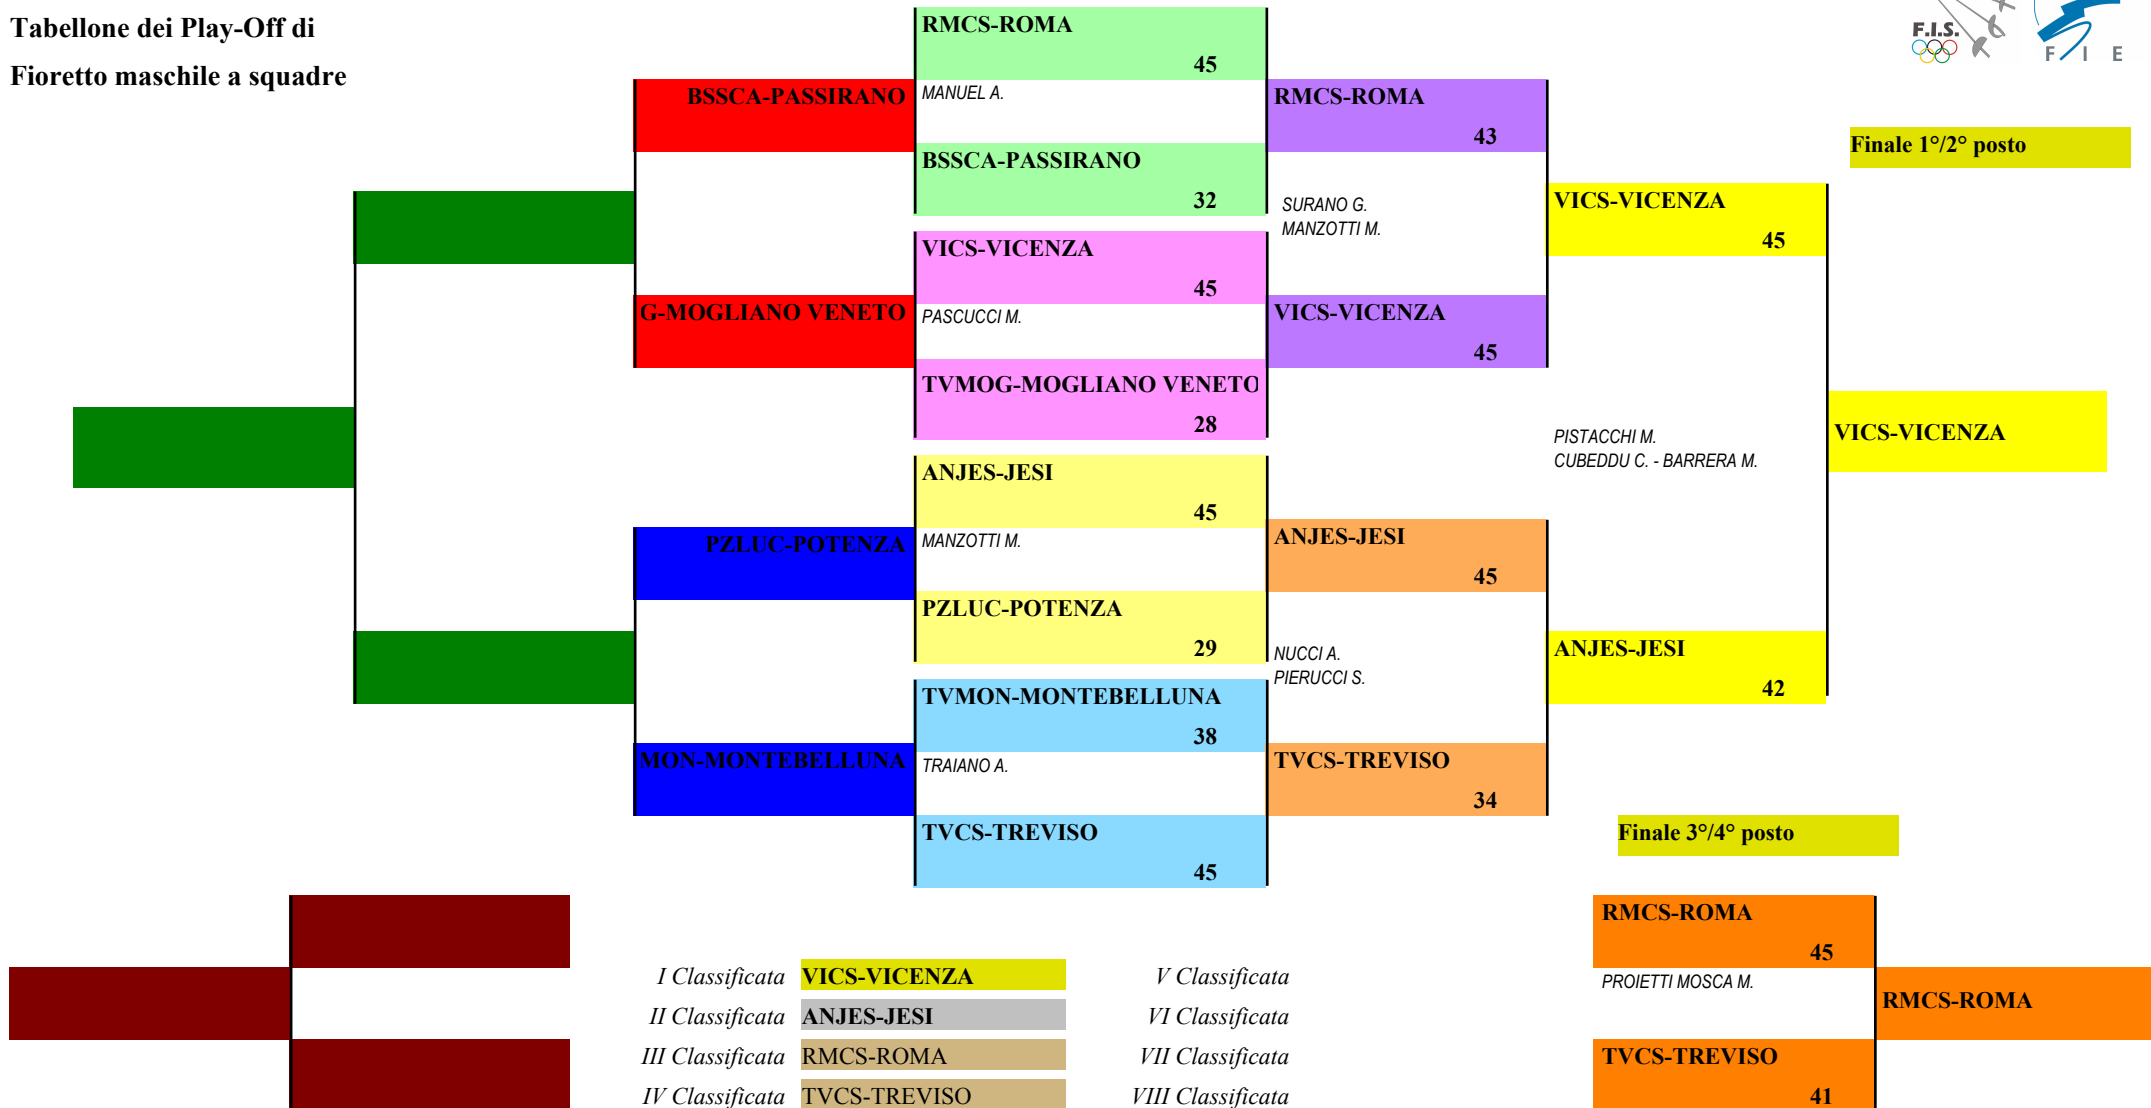 Tabellone dei Play-Off di
Fioretto maschile a squadre
F.I.S.
F I E
RMCS-ROMA
45
MANUEL A.
BSSCA-PASSIRANO
32
VICS-VICENZA
45
PASCUCCI M.
TVMOG-MOGLIANO VENETO
28
ANJES-JESI
45
MANZOTTI M.
PZLUC-POTENZA
29
TVMON-MONTEBELLUNA
38
TRAIANO A.
TVCS-TREVISO
45
BSSCA-PASSIRANO
G-MOGLIANO VENETO
PZLUC-POTENZA
MON-MONTEBELLUNA
RMCS-ROMA
43
SURANO G.
MANZOTTI M.
VICS-VICENZA
45
ANJES-JESI
45
NUCCI A.
PIERUCCI S.
TVCS-TREVISO
34
Finale 1°/2° posto
VICS-VICENZA
45
PISTACCHI M.
CUBEDDU C. - BARRERA M.
ANJES-JESI
42
VICS-VICENZA
Finale 3°/4° posto
RMCS-ROMA
45
PROIETTI MOSCA M.
TVCS-TREVISO
41
RMCS-ROMA
I Classificata VICS-VICENZA
II Classificata ANJES-JESI
III Classificata RMCS-ROMA
IV Classificata TVCS-TREVISO
V Classificata
VI Classificata
VII Classificata
VIII Classificata